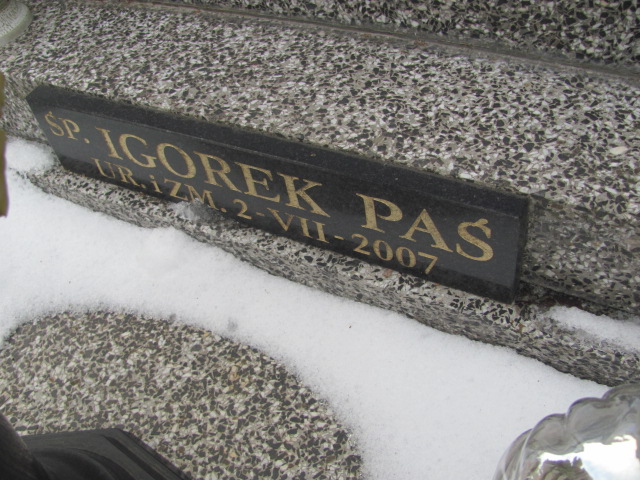 ŚP. IGOREK PAŚ
UR. i ZM. 2-VII-2007